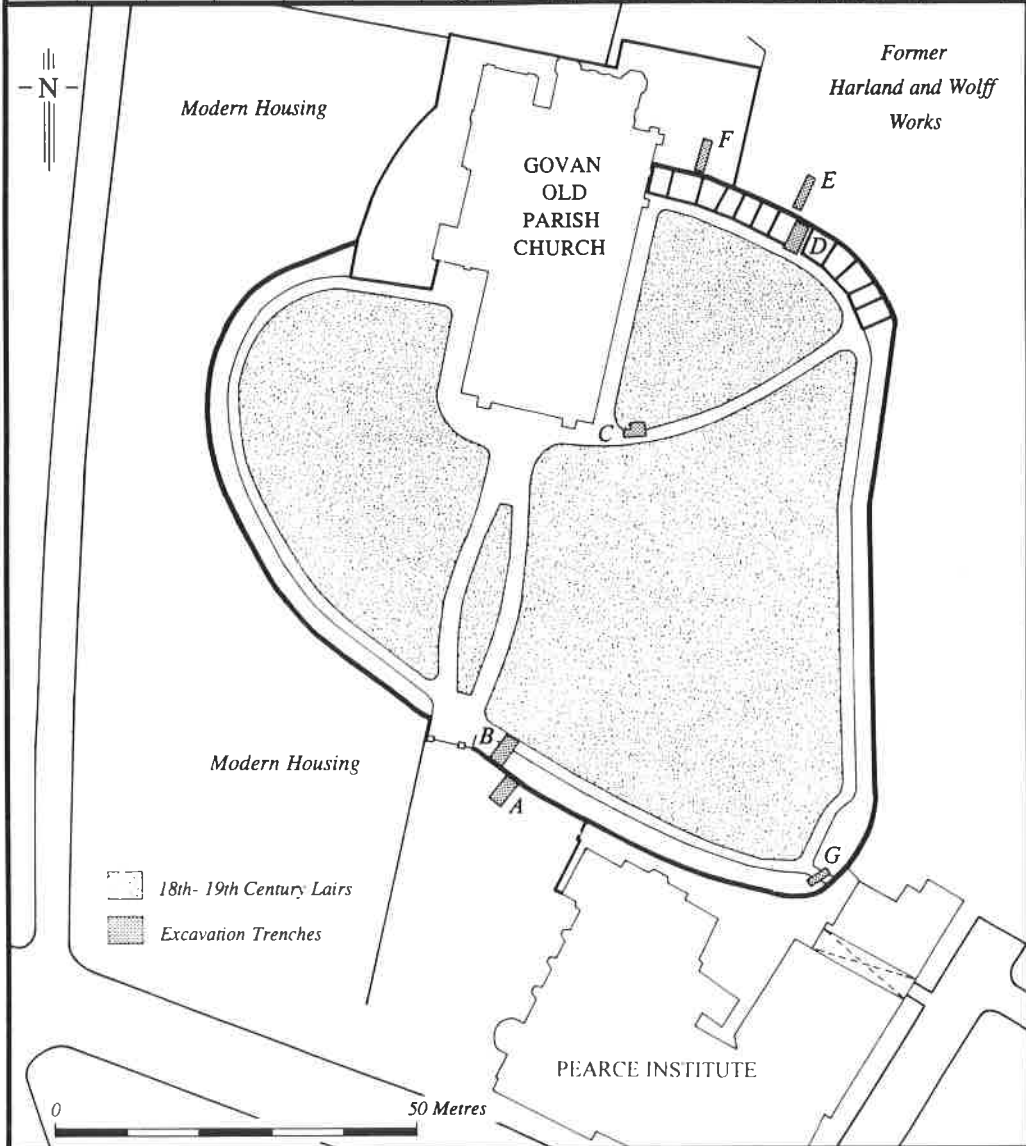 Former
Harland and Wolff
Works
N
Modern Housing
F
GOVAN
OLD
PARISH
CHURCH
E
D
C
B
Modern Housing
A
G
18th- 19th Century Lairs
Excavation Trenches
PEARCE INSTITUTE
0 50 Metres